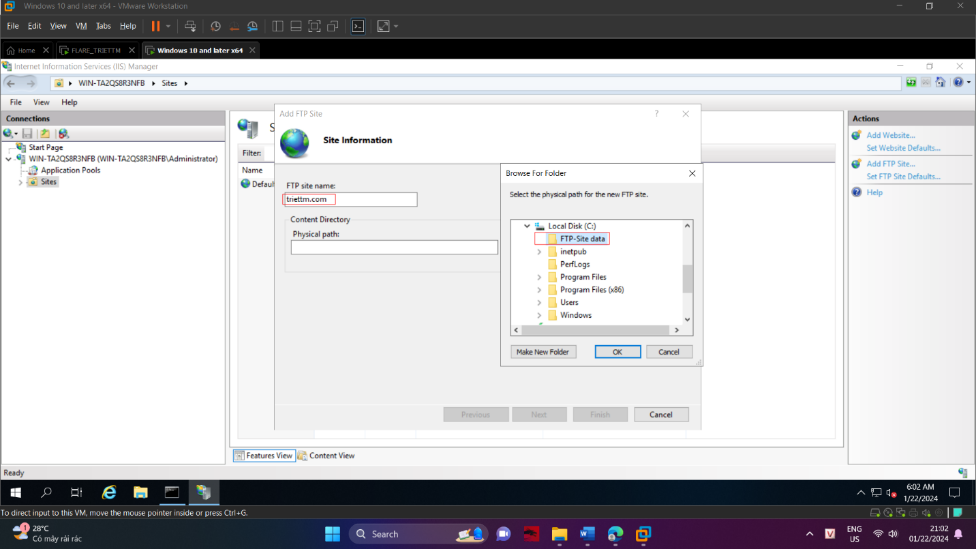 Windows 10 and later x64 - VMware Workstation
File Edit View VM Tabs Help
Home FLARE_TRIETTM Windows 10 and later x64
Internet Information Services (IIS) Manager
WIN-TA2QS8R3NFB Sites
File View Help
Connections
Start Page
WIN-TA2QS8R3NFB (WIN-TA2QS8R3NFB\Administrator)
Application Pools
Sites
S
Filter:
Name
Defaul
Add FTP Site
?
Site Information
FTP site name:
triettm.com
Content Directory
Physical path:
Previous Next Finish Cancel
Browse For Folder
Select the physical path for the new FTP site.
Local Disk (C:)
FTP-Site data
inetpub
PerfLogs
Program Files
Program Files (x86)
Users
Windows
Make New Folder OK Cancel
Actions
Add Website...
Set Website Defaults...
Add FTP Site...
Set FTP Site Defaults...
Help
Features View Content View
Ready
6:02 AM
1/22/2024
To direct input to this VM, move the mouse pointer inside or press Ctrl+G.
1
28°C
Có mây rải rác
Search
V
ENG
US
21:02
01/22/2024